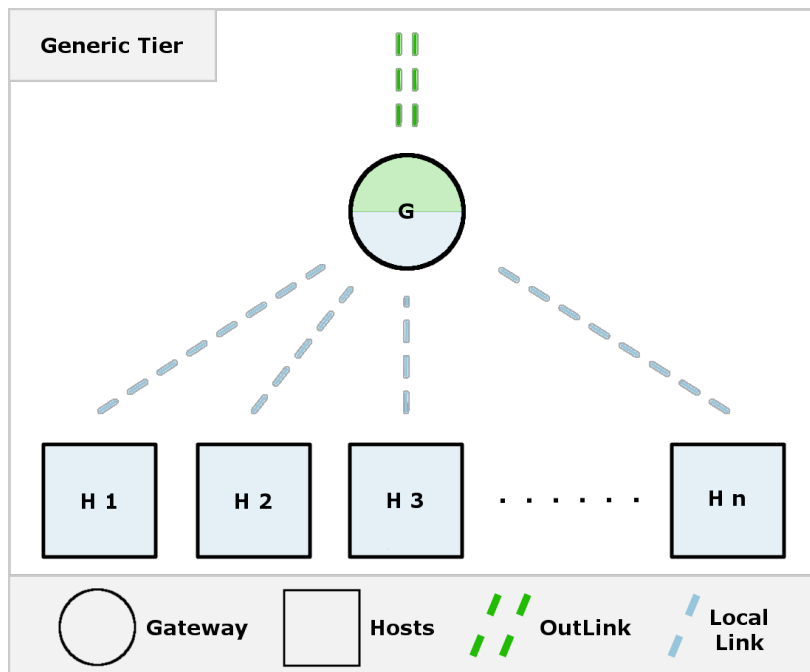 Generic Tier
G
H 1
H 2
H 3
. . . . . .
H n
Gateway
Hosts
OutLink
Local
Link